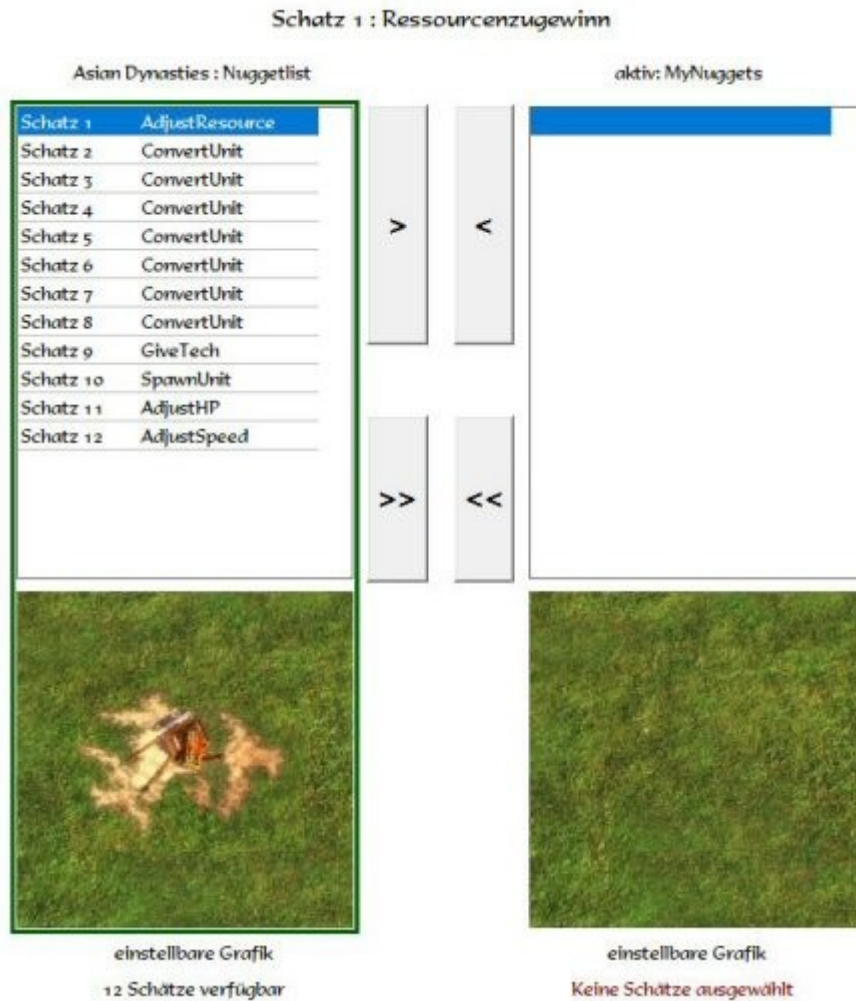 Schatz 1 : Ressourcenzugewinn
Asian Dynasties : Nuggetlist
aktiv: MyNuggets
Schatz 1 AdjustResource
Schatz 2 ConvertUnit
Schatz 3 ConvertUnit
Schatz 4 ConvertUnit
Schatz 5 ConvertUnit
Schatz 6 ConvertUnit
Schatz 7 ConvertUnit
Schatz 8 ConvertUnit
Schatz 9 GiveTech
Schatz 10 SpawnUnit
Schatz 11 AdjustHP
Schatz 12 AdjustSpeed
> <
>> <<
einstellbare Grafik
einstellbare Grafik
12 Schätze verfügbar
Keine Schätze ausgewählt